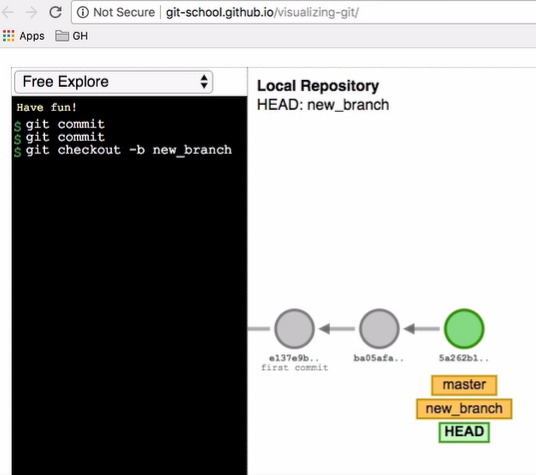 Not Secure | git-school.github.io/visualizing-git/
Apps GH
Free Explore
Have fun!
$ git commit
$ git commit
$ git checkout -b new_branch
Local Repository
HEAD: new_branch
e137e9b.. ba05afa.. 5a262b1..
first commit
master
new_branch
HEAD